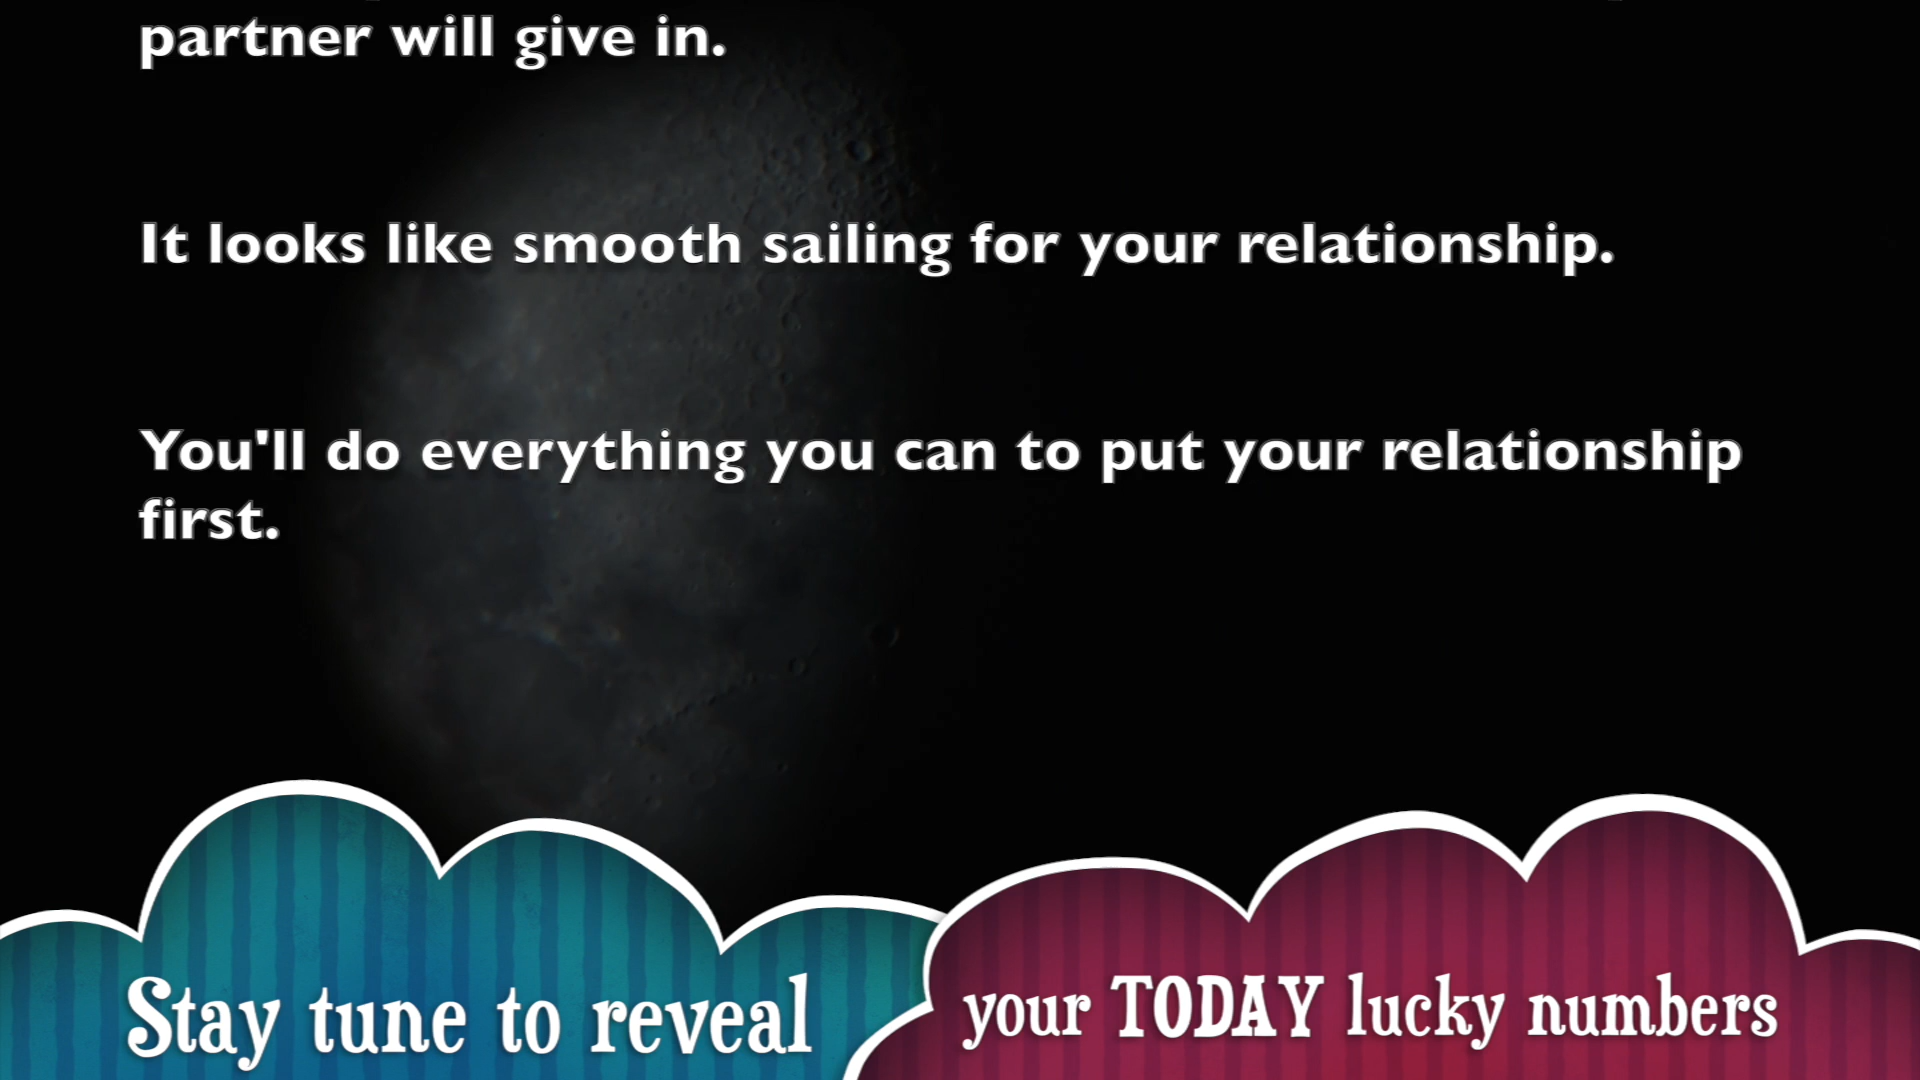 partner will give in.
It looks like smooth sailing for your relationship.
You'll do everything you can to put your relationship
first.
Stay tune to reveal
your TODAY lucky numbers